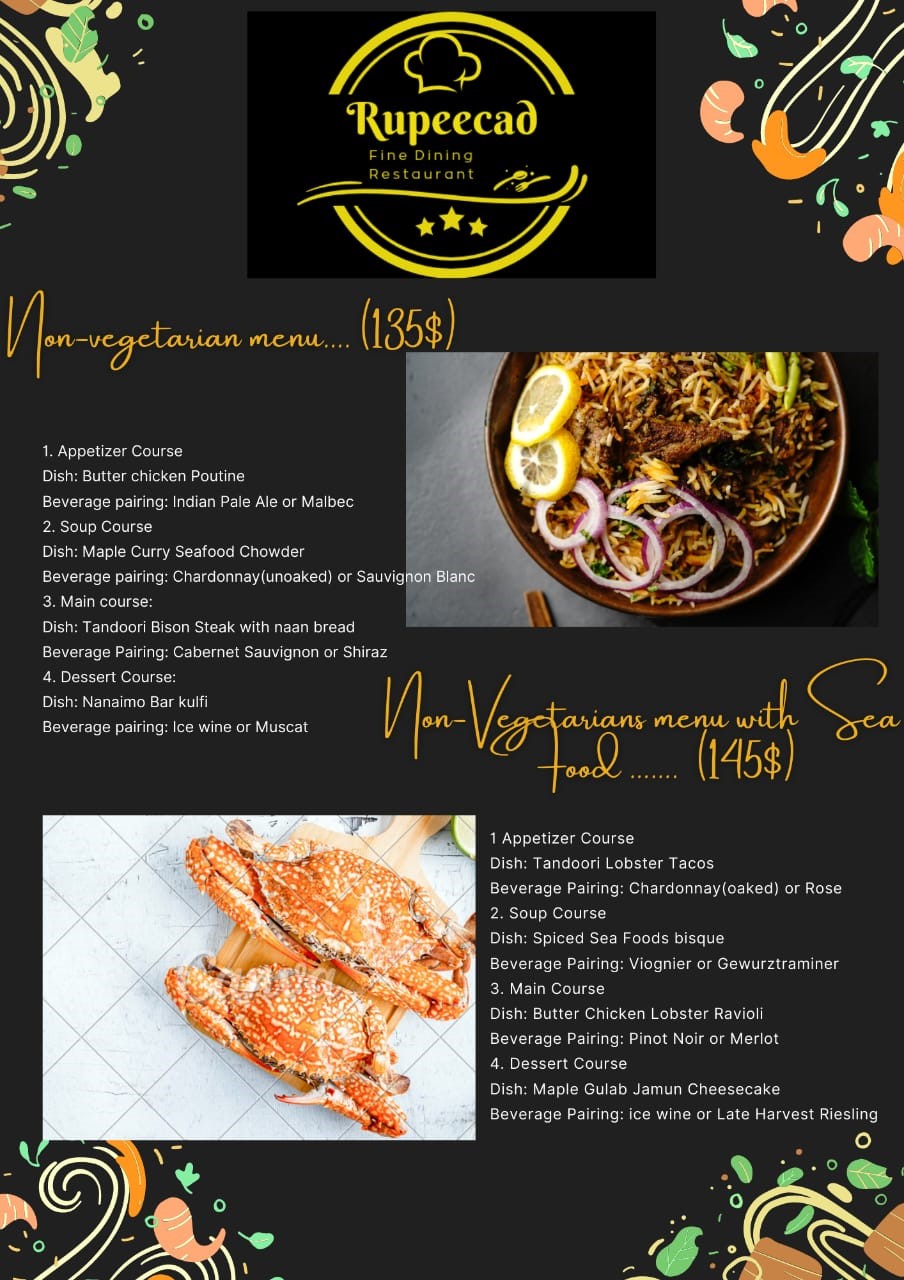 Rupeecad
Fine Dining
Restaurant
Non-vegetarian menu.... (135$)
1. Appetizer Course
Dish: Butter chicken Poutine
Beverage pairing: Indian Pale Ale or Malbec
2. Soup Course
Dish: Maple Curry Seafood Chowder
Beverage pairing: Chardonnay(unoaked) or Sauvignon Blanc
3. Main course:
Dish: Tandoori Bison Steak with naan bread
Beverage Pairing: Cabernet Sauvignon or Shiraz
4. Dessert Course:
Dish: Nanaimo Bar kulfi
Beverage pairing: Ice wine or Muscat
Non-Vegetarians menu with Sea
Food ....... (145$)
1 Appetizer Course
Dish: Tandoori Lobster Tacos
Beverage Pairing: Chardonnay(oaked) or Rose
2. Soup Course
Dish: Spiced Sea Foods bisque
Beverage Pairing: Viognier or Gewurztraminer
3. Main Course
Dish: Butter Chicken Lobster Ravioli
Beverage Pairing: Pinot Noir or Merlot
4. Dessert Course
Dish: Maple Gulab Jamun Cheesecake
Beverage Pairing: ice wine or Late Harvest Riesling